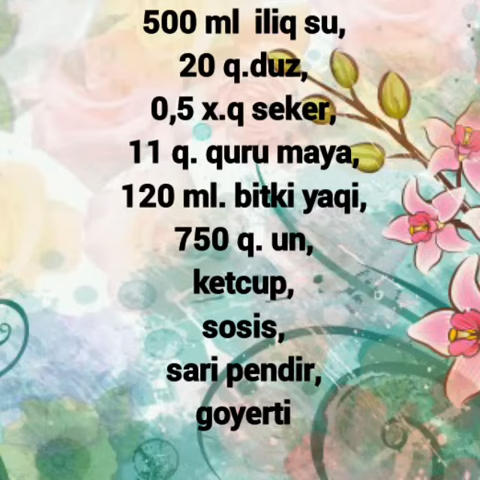 500 ml iliq su,
20 q.duz,
0,5 x.q seker,
11 q. quru maya,
120 ml. bitki yaqi,
750 q. un,
ketcup,
sosis,
sari pendir,
goyerti